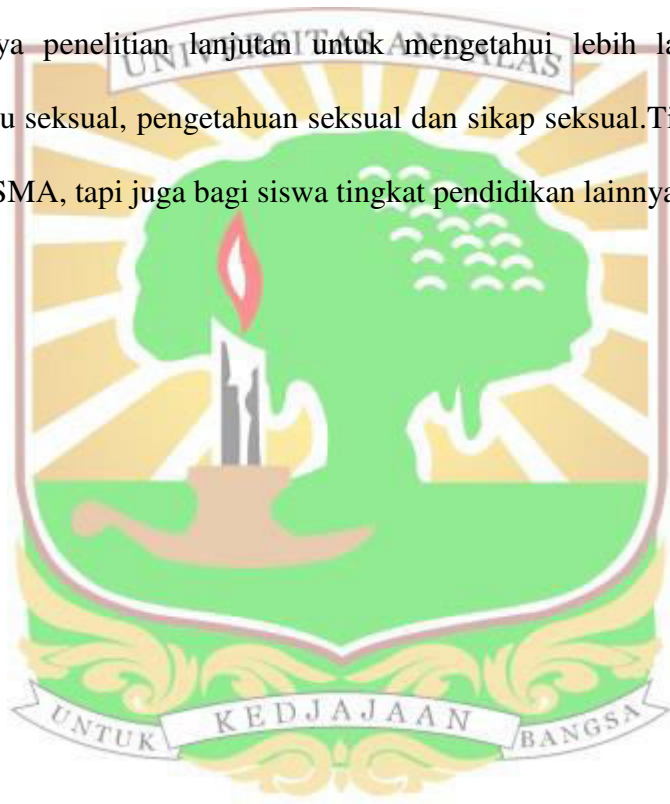 ya penelitian lanjutan untuk mengetahui lebih la
UNIVERSITAS ANDALAS
u seksual, pengetahuan seksual dan sikap seksual.Ti
SMA, tapi juga bagi siswa tingkat pendidikan lainnya
UNTUK KEDJAJAAN BANGSA